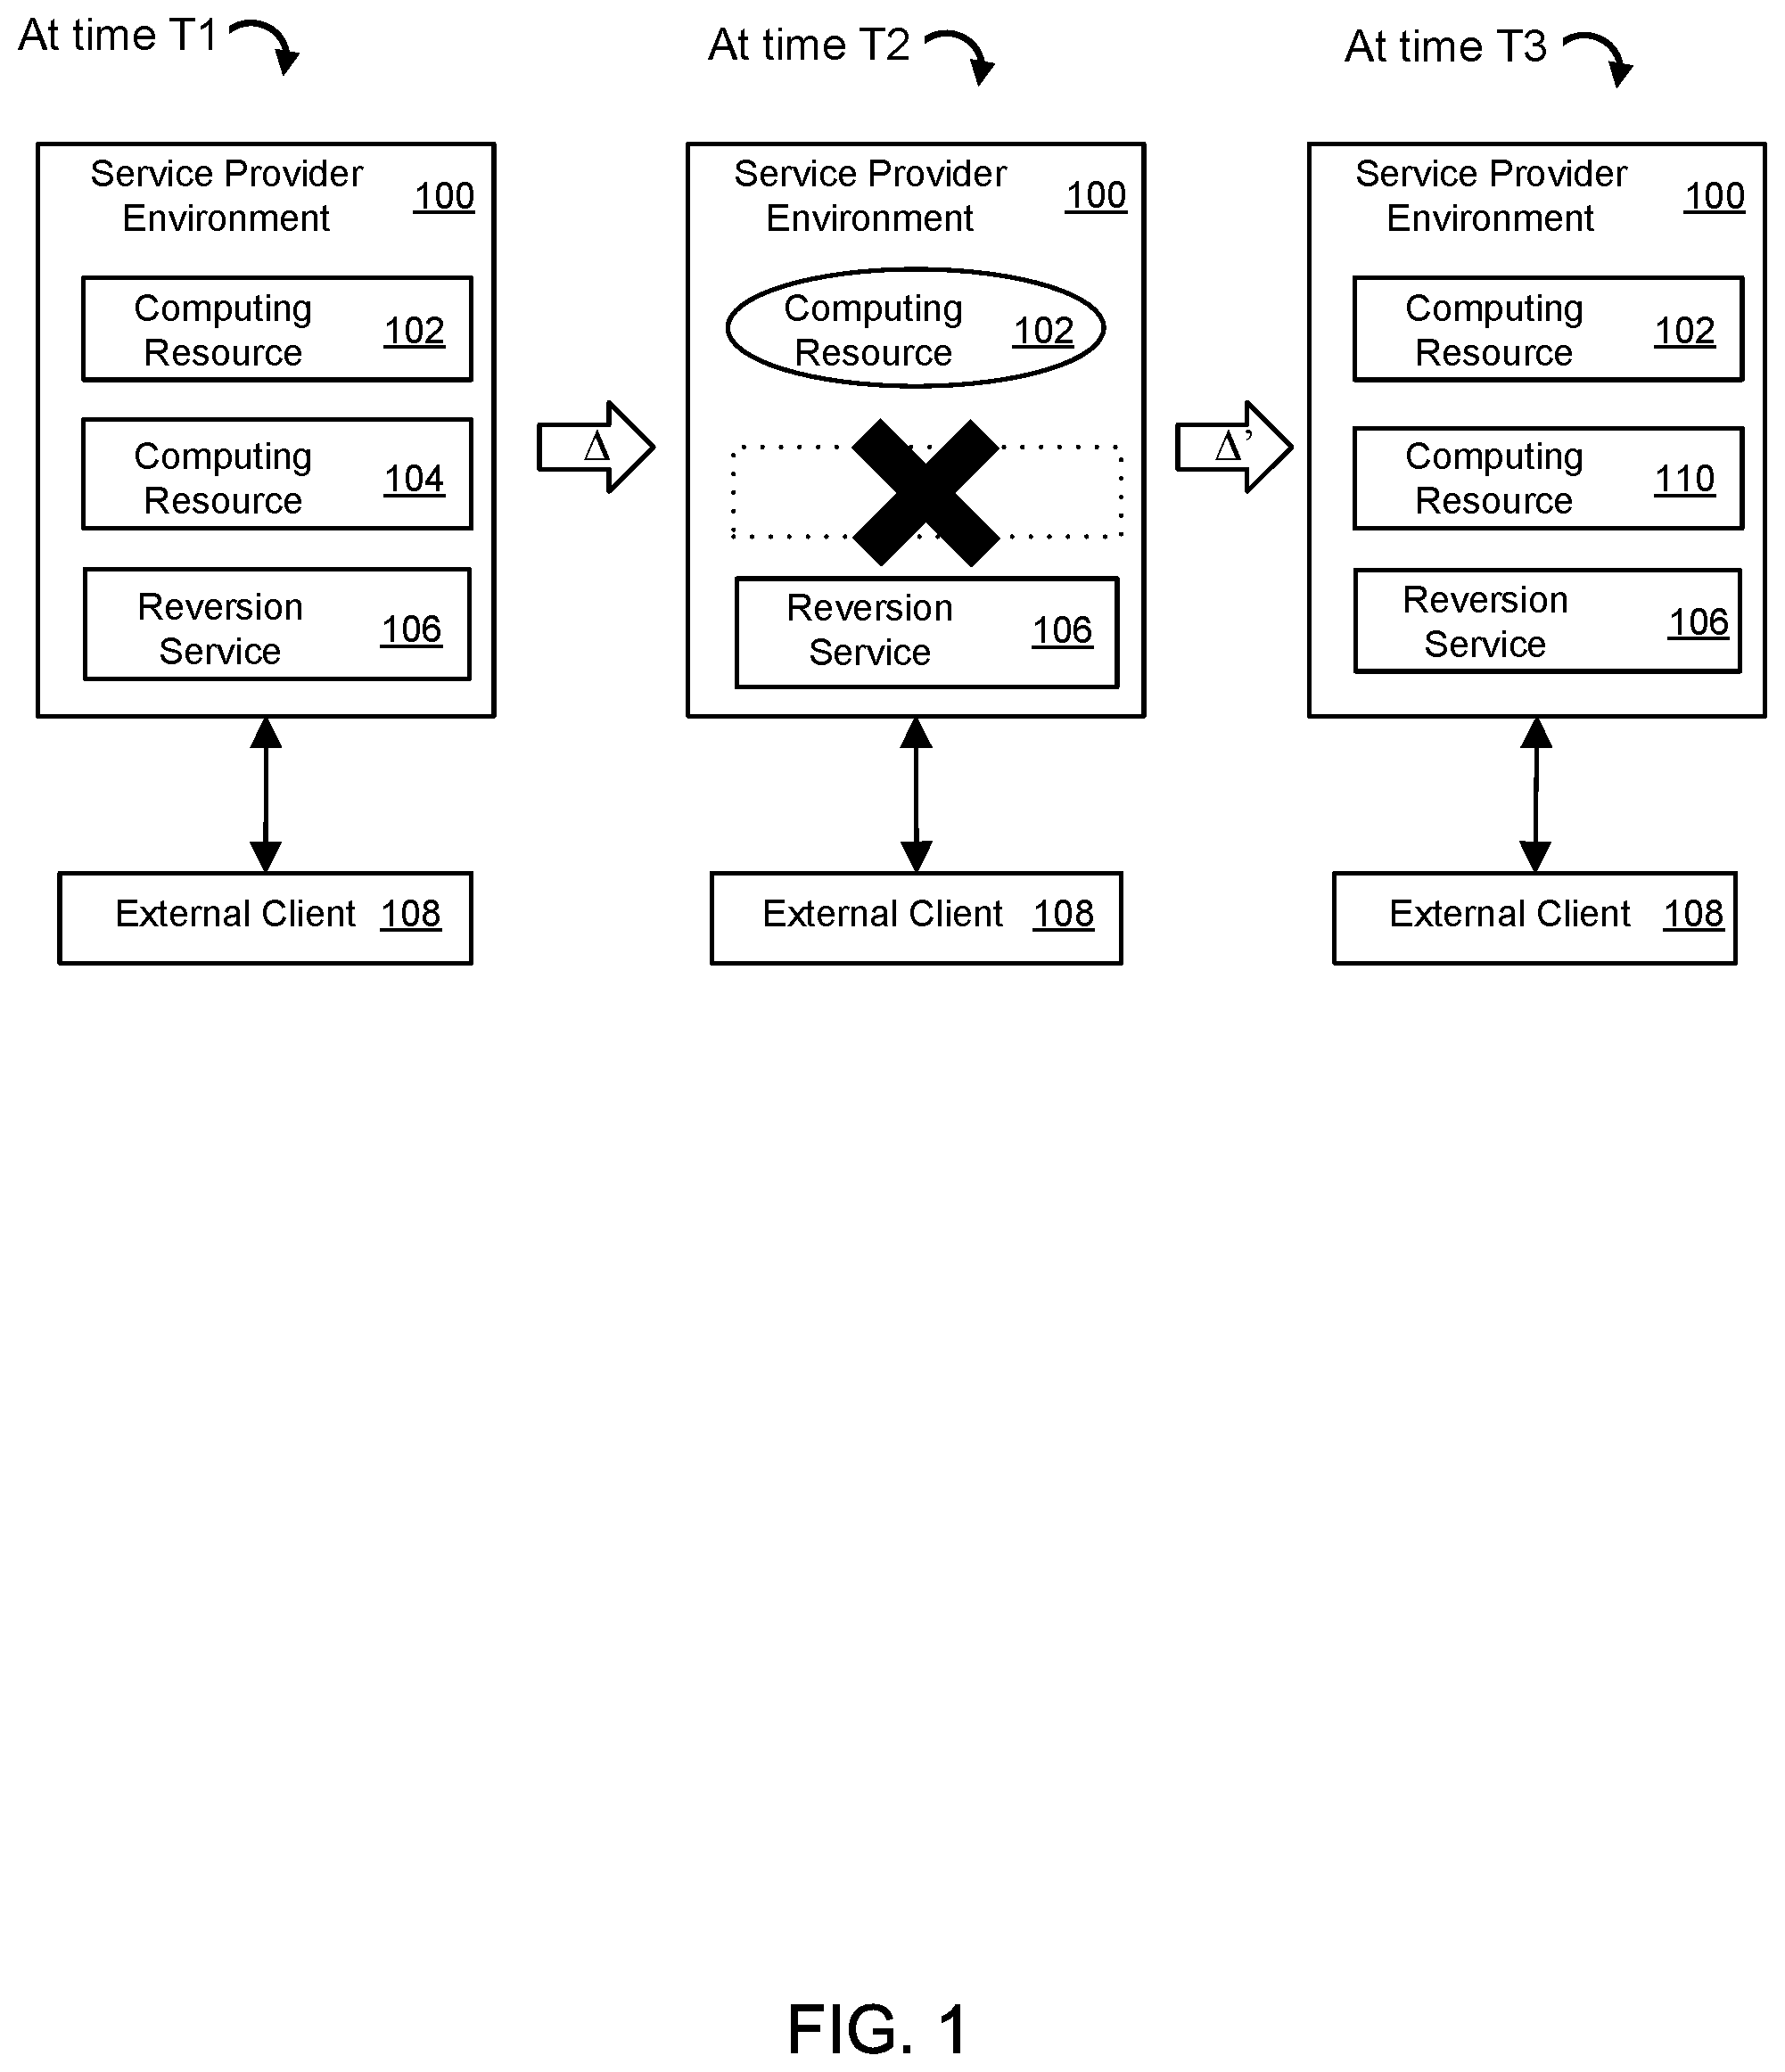 At time T1
At time T2
At time T3
Service Provider
Environment 100
Computing
Resource 102
Computing
Resource 104
Reversion
Service 106
External Client 108
Δ
Service Provider
Environment 100
Computing
Resource 102
Reversion
Service 106
External Client 108
Δ’
Service Provider
Environment 100
Computing
Resource 102
Computing
Resource 110
Reversion
Service 106
External Client 108
FIG. 1